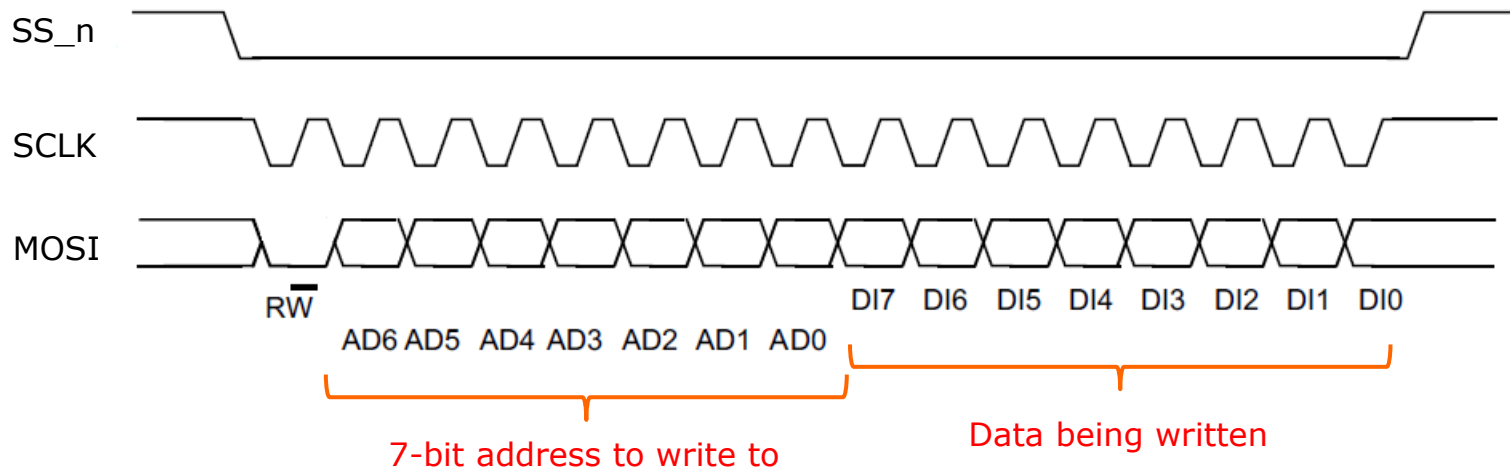 SS_n
SCLK
MOSI
RW̅
DI7 DI6 DI5 DI4 DI3 DI2 DI1 DI0
AD6 AD5 AD4 AD3 AD2 AD1 AD0
Data being written
7-bit address to write to